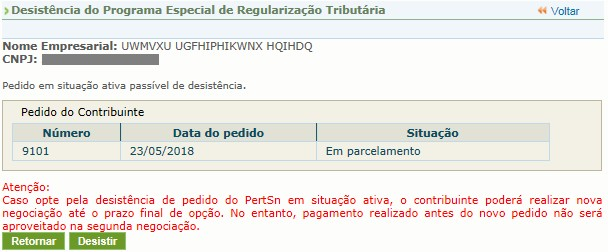 Desistência do Programa Especial de Regularização Tributária
Voltar
Nome Empresarial: UWMVXU UGFHIPHIKWNX HQIHDQ
CNPJ:
Pedido em situação ativa passível de desistência.
Pedido do Contribuinte
Número Data do pedido Situação
9101 23/05/2018 Em parcelamento
Atenção:
Caso opte pela desistência de pedido do PertSn em situação ativa, o contribuinte poderá realizar nova
negociação até o prazo final de opção. No entanto, pagamento realizado antes do novo pedido não será
aproveitado na segunda negociação.
Retornar Desistir